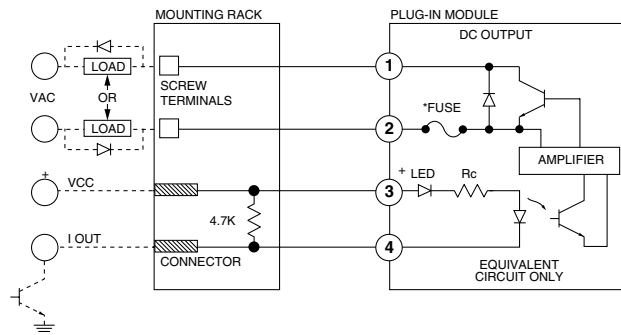 MOUNTING RACK
PLUG-IN MODULE
DC OUTPUT
LOAD
1
SCREW
TERMINALS
VAC
OR
*FUSE
LOAD
2
AMPLIFIER
+
VCC
3
+ LED
Rc
4.7K
I OUT
4
CONNECTOR
EQUIVALENT
CIRCUIT ONLY